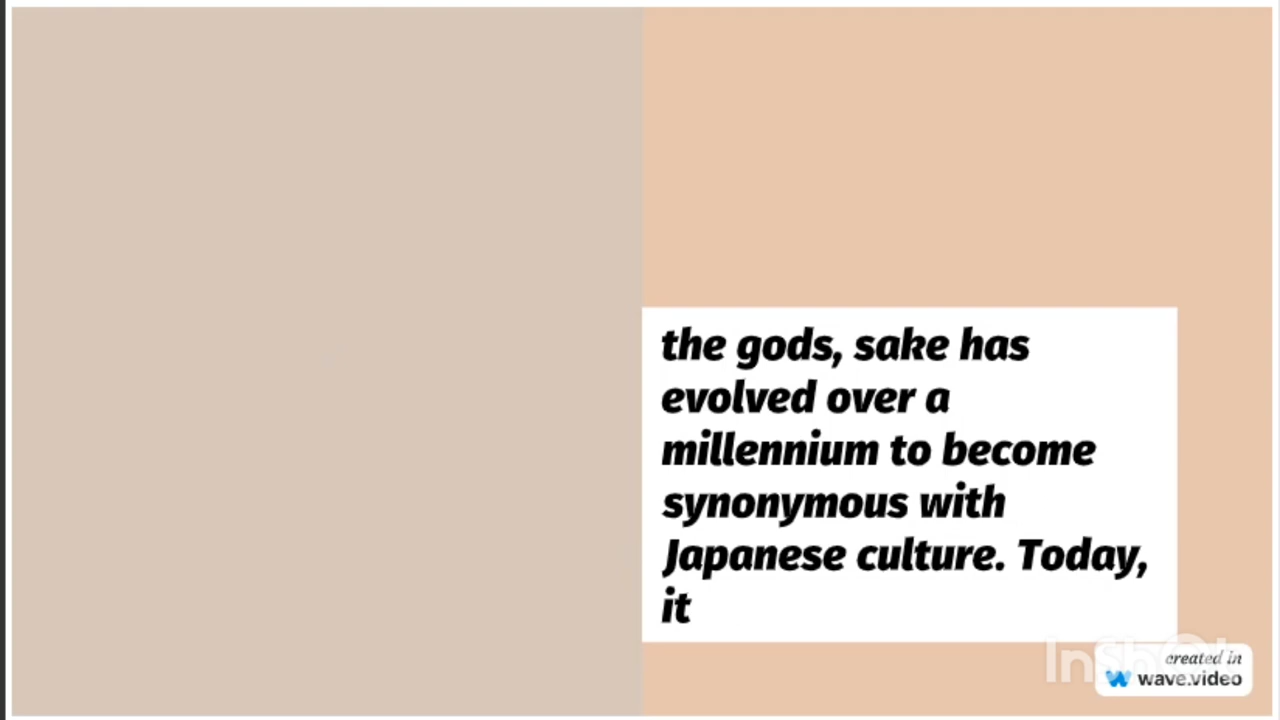 the gods, sake has
evolved over a
millennium to become
synonymous with
Japanese culture. Today,
it
InShot
created in
wave.video